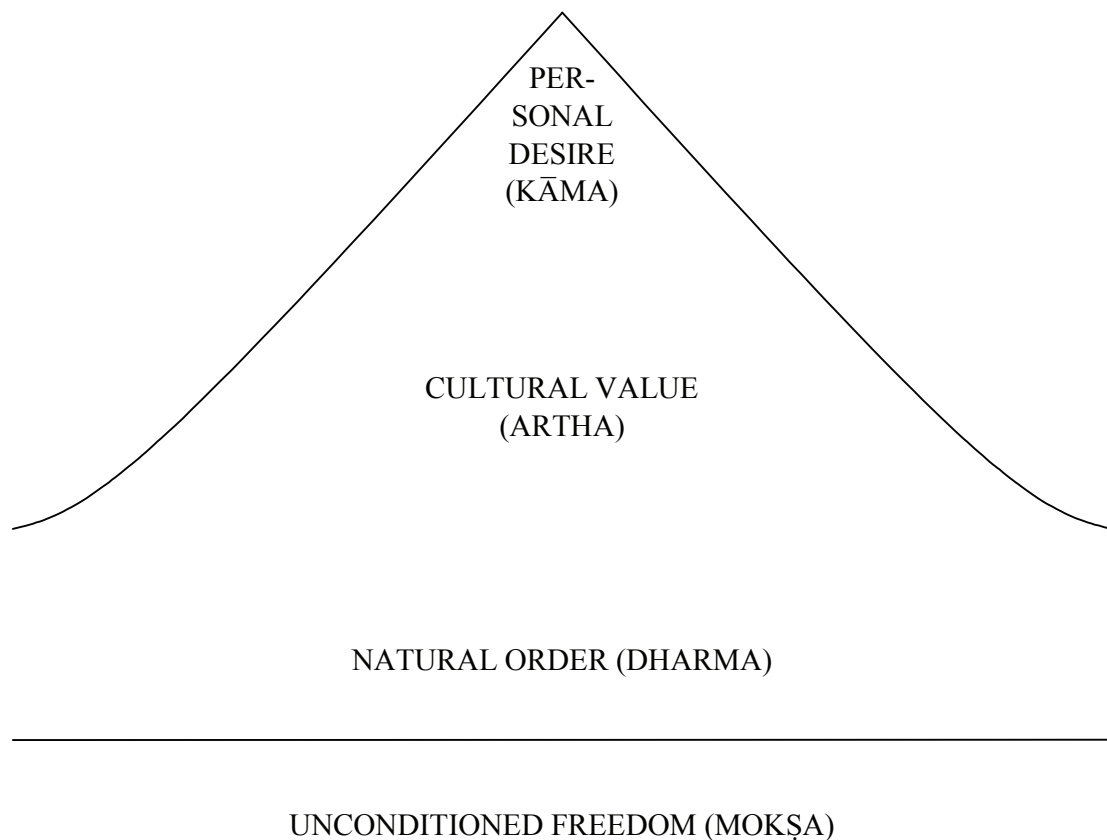 PER-
SONAL
DESIRE
(KĀMA)
CULTURAL VALUE
(ARTHA)
NATURAL ORDER (DHARMA)
UNCONDITIONED FREEDOM (MOKṢA)